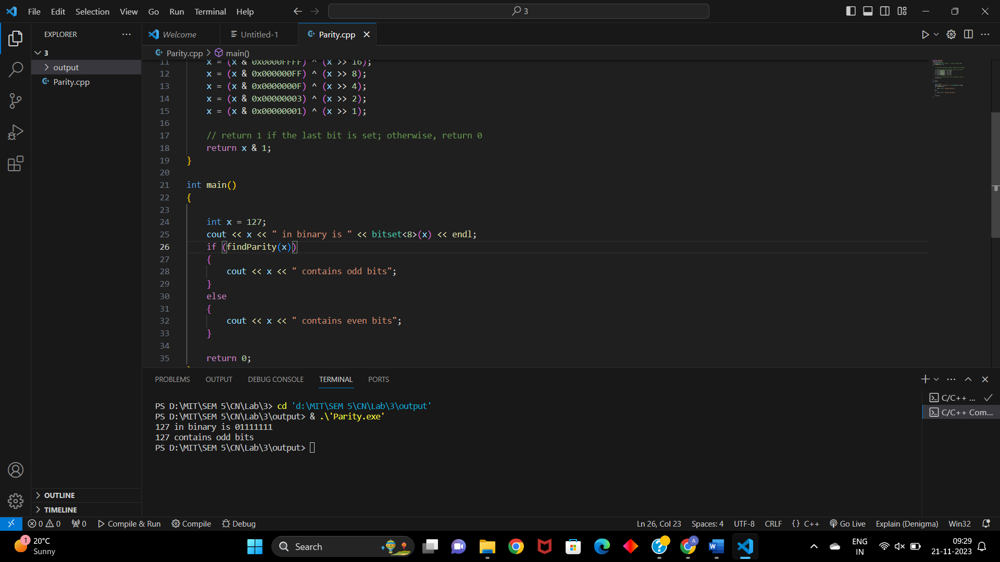 File Edit Selection View Go Run Terminal Help
3
EXPLORER
3
output
Parity.cpp
Welcome
Untitled-1
Parity.cpp
Parity.cpp > main()
11 x = (x & 0x0000FFFF) ^ (x >> 16);
12 x = (x & 0x000000FF) ^ (x >> 8);
13 x = (x & 0x0000000F) ^ (x >> 4);
14 x = (x & 0x00000003) ^ (x >> 2);
15 x = (x & 0x00000001) ^ (x >> 1);
16
17 // return 1 if the last bit is set; otherwise, return 0
18 return x & 1;
19 }
20
21 int main()
22 {
23
24 int x = 127;
25 cout << x << " in binary is " << bitset<8>(x) << endl;
26 if (findParity(x))
27 {
28 cout << x << " contains odd bits";
29 }
30 else
31 {
32 cout << x << " contains even bits";
33 }
34
35 return 0;
PROBLEMS OUTPUT DEBUG CONSOLE TERMINAL PORTS
PS D:\MIT\SEM 5\CN\Lab\3> cd 'd:\MIT\SEM 5\CN\Lab\3\output'
PS D:\MIT\SEM 5\CN\Lab\3\output> & .\'Parity.exe'
127 in binary is 01111111
127 contains odd bits
PS D:\MIT\SEM 5\CN\Lab\3\output>
C/C++ ...
C/C++ Com...
OUTLINE
TIMELINE
0 0 0 Compile & Run Compile Debug
Ln 26, Col 23 Spaces: 4 UTF-8 CRLF {} C++ Go Live Explain (Denigma) Win32
1
20°C
Sunny
Search
A
W
ENG
IN
09:29
21-11-2023